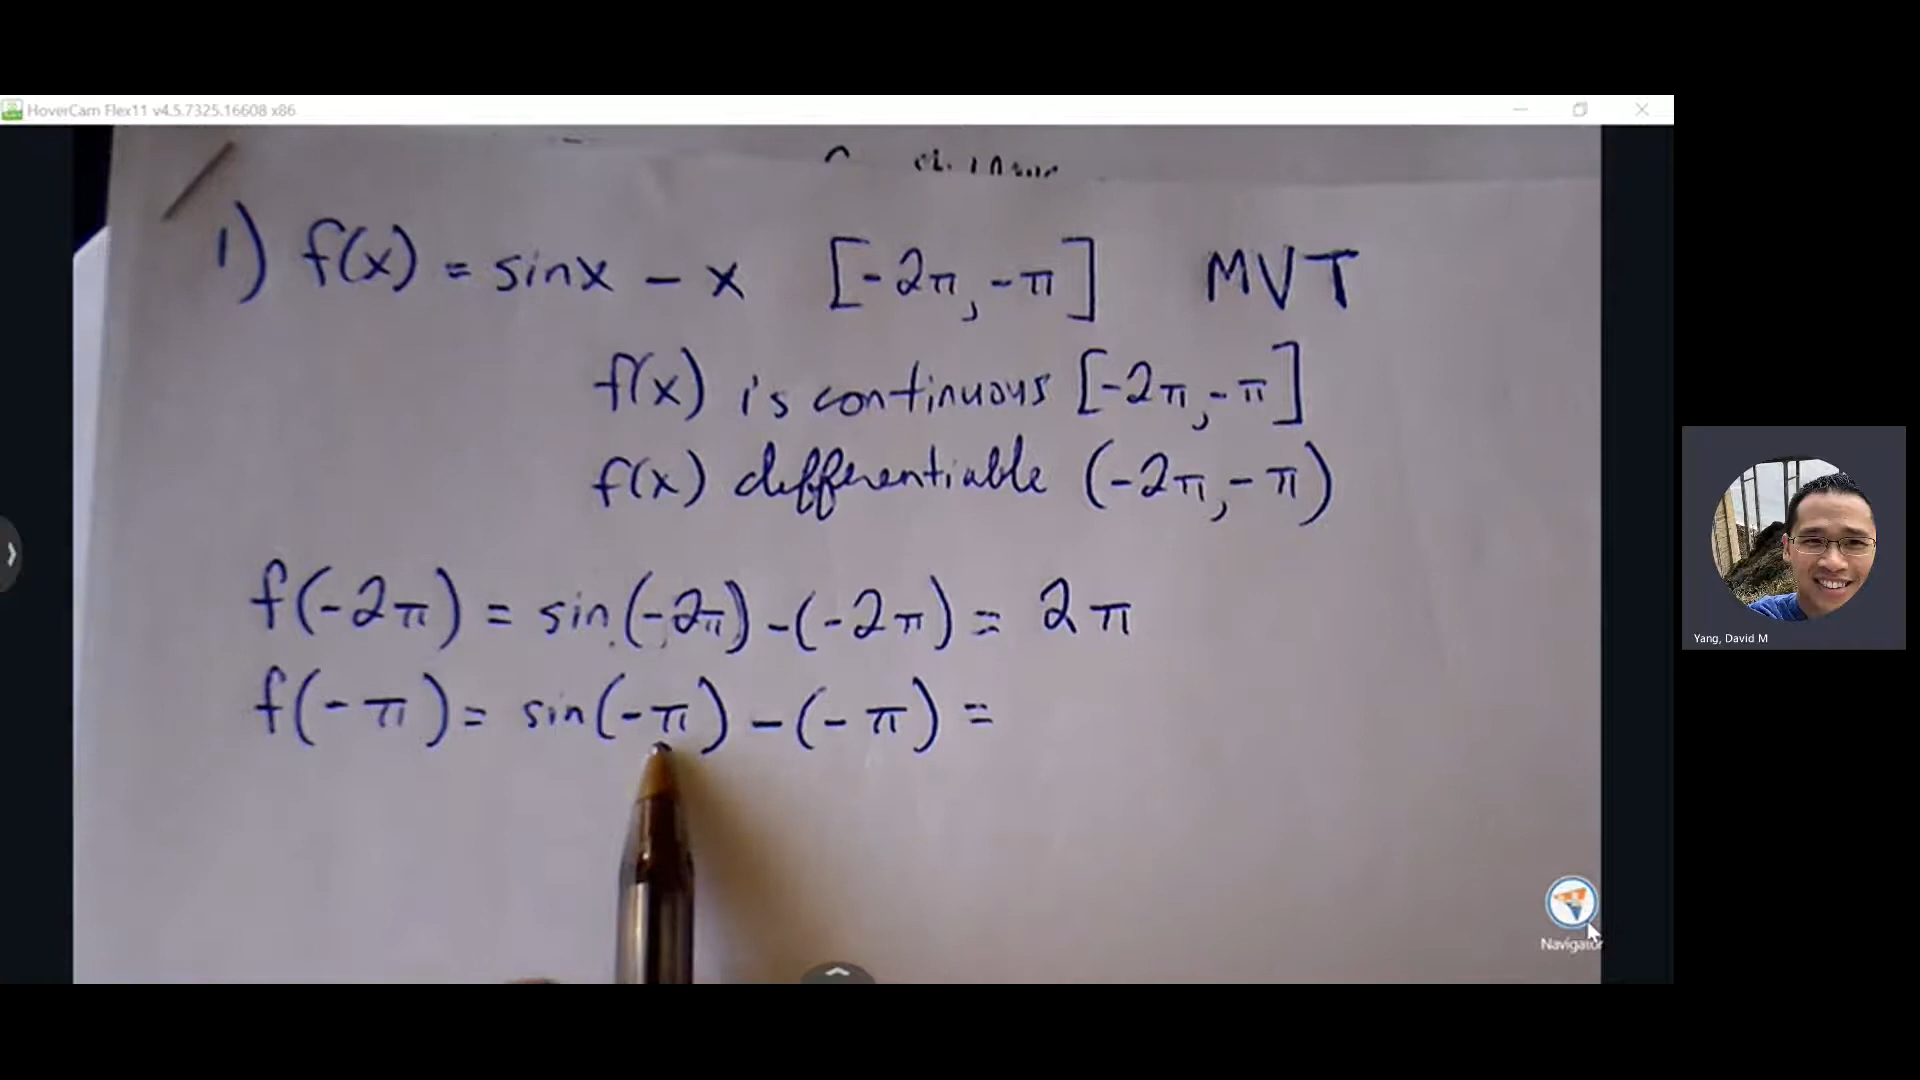 HoverCam Flex11 v4.5.7325.16608 x86
1) f(x) = sinx - x [-2π, -π] MVT
f(x) is continuous [-2π, -π]
f(x) differentiable (-2π, -π)
f(-2π) = sin(-2π) - (-2π) = 2π
f(-π) = sin(-π) - (-π) =
Yang, David M
Navigator